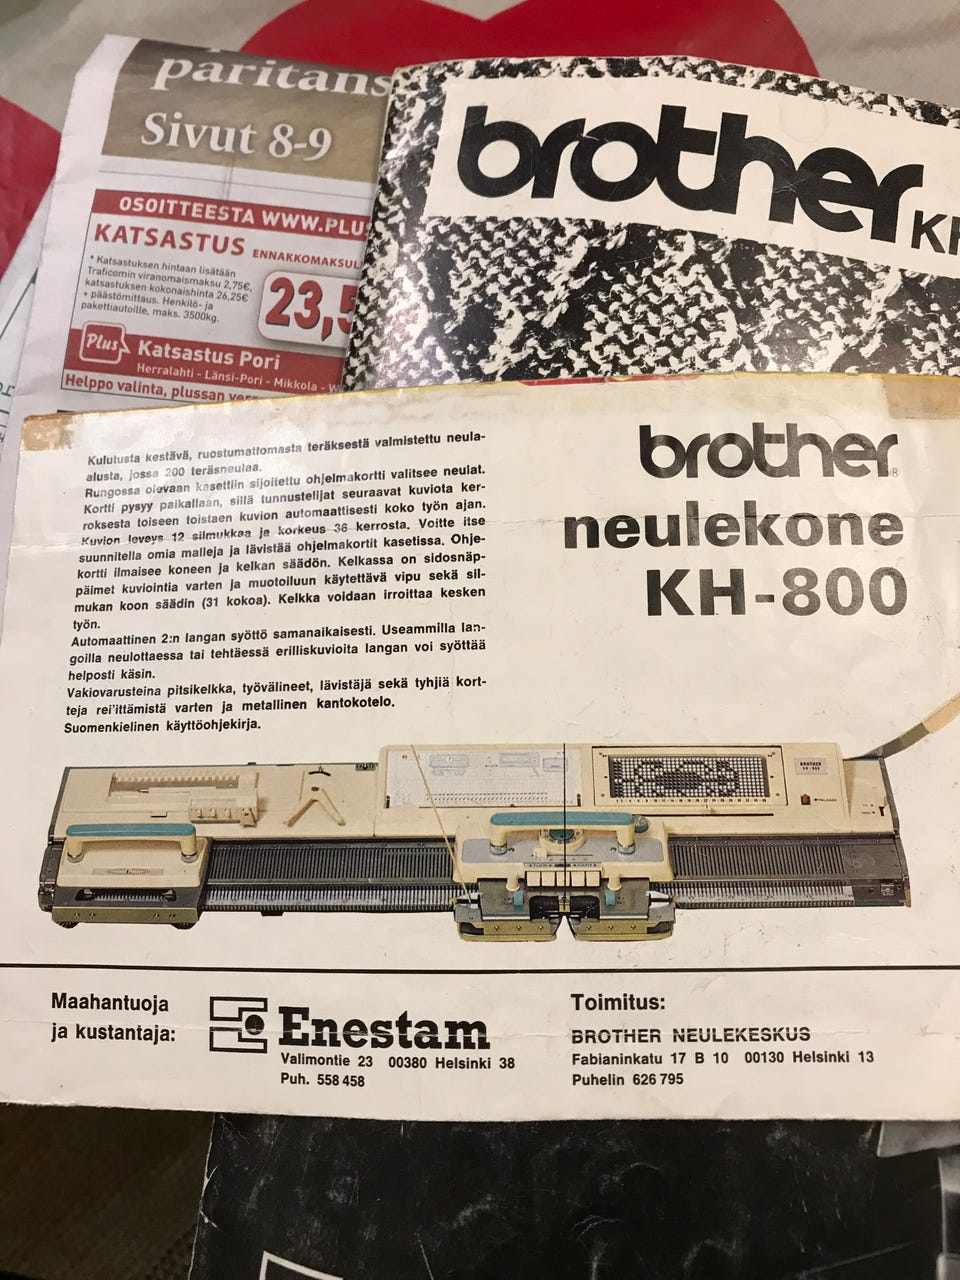 paritans
Sivut 8-9
OSOITTEESTA WWW.PLU
KATSASTUS ENNAKKOMAKSUL
* Katsastuksen hintaan lisätään
Traficomin viranomaismaksu 2,75€,
katsastuksen kokonaishinta 26,25€
+ päästömittaus. Henkilö- ja
pakettiautoille, maks. 3500kg.
23,5
Plus Katsastus Pori
Herralahti - Länsi-Pori - Mikkola -
Helppo valinta, plussan
brother
Kulutusta kestävä, ruostumattomasta teräksestä valmistettu neula-
alusta, jossa 200 teräsneulaa.
Rungossa olevaan kasettiin sijoitettu ohjelmakortti valitsee neulat.
Kortti pysyy paikallaan, sillä tunnustelijat seuraavat kuviota ker-
roksesta toiseen toistaen kuvion automaattisesti koko työn ajan.
Kuvion leveys 12 silmukkaa ja korkeus 36 kerrosta. Voitte itse
suunnitella omia malleja ja lävistää ohjelmakortit kasetissa. Ohje-
kortti ilmaisee koneen ja kelkan säädön. Kelkassa on sidosnäp-
päimet kuviointia varten ja muotoiluun käytettävä vipu sekä sil-
mukan koon säädin (31 kokoa). Kelkka voidaan irroittaa kesken
työn.
Automaattinen 2:n langan syöttö samanaikaisesti. Useammilla lan-
goilla neulottaessa tai tehtäessä erilliskuvioita langan voi syöttää
helposti käsin.
Vakiovarusteina pitsikelkka, työvälineet, lävistäjä sekä tyhjiä kort-
teja rei'ittämistä varten ja metallinen kantokotelo.
Suomenkielinen käyttöohjekirja.
brother®
neulekone
KH-800
BROTHER
Maahantuoja
ja kustantaja:
Enestam
Valimontie 23 00380 Helsinki 38
Puh. 558 458
Toimitus:
BROTHER NEULEKESKUS
Fabianinkatu 17 B 10 00130 Helsinki 13
Puhelin 626 795